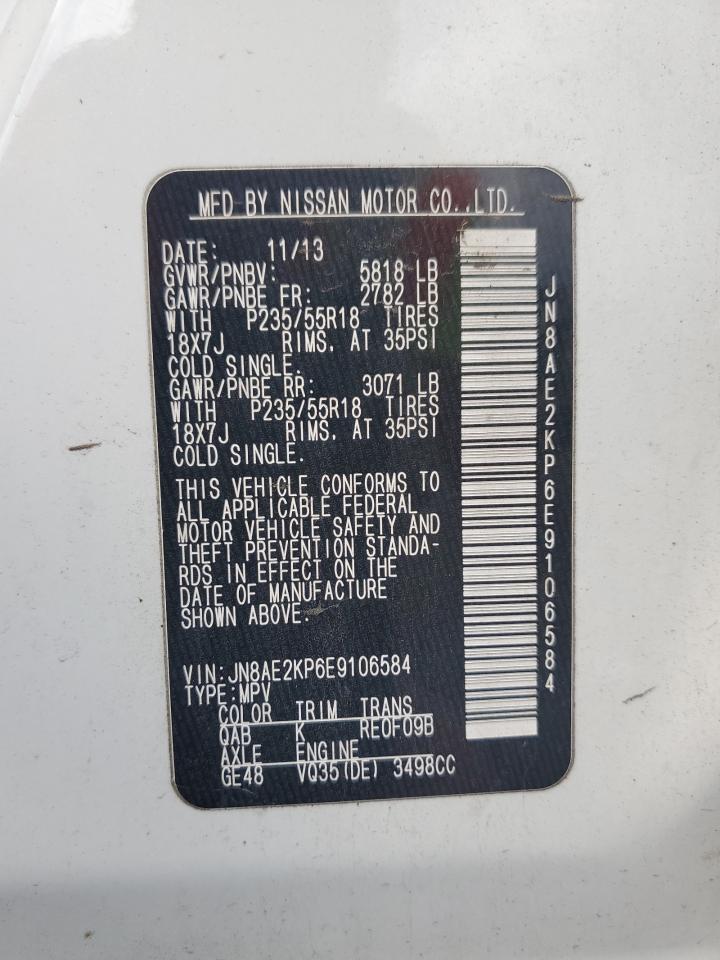 MFD BY NISSAN MOTOR CO.,LTD.
DATE: 11/13
GVWR/PNBV: 5818 LB
GAWR/PNBE FR: 2782 LB
WITH P235/55R18 TIRES
18X7J RIMS, AT 35PSI
COLD SINGLE.
GAWR/PNBE RR: 3071 LB
WITH P235/55R18 TIRES
18X7J RIMS, AT 35PSI
COLD SINGLE.
THIS VEHICLE CONFORMS TO
ALL APPLICABLE FEDERAL
MOTOR VEHICLE SAFETY AND
THEFT PREVENTION STANDA-
RDS IN EFFECT ON THE
DATE OF MANUFACTURE
SHOWN ABOVE.
VIN:JN8AE2KP6E9106584
TYPE:MPV
COLOR TRIM TRANS
QAB K RE0F09B
AXLE ENGINE
GE48 VQ35(DE) 3498CC
JN8AE2KP6E9106584